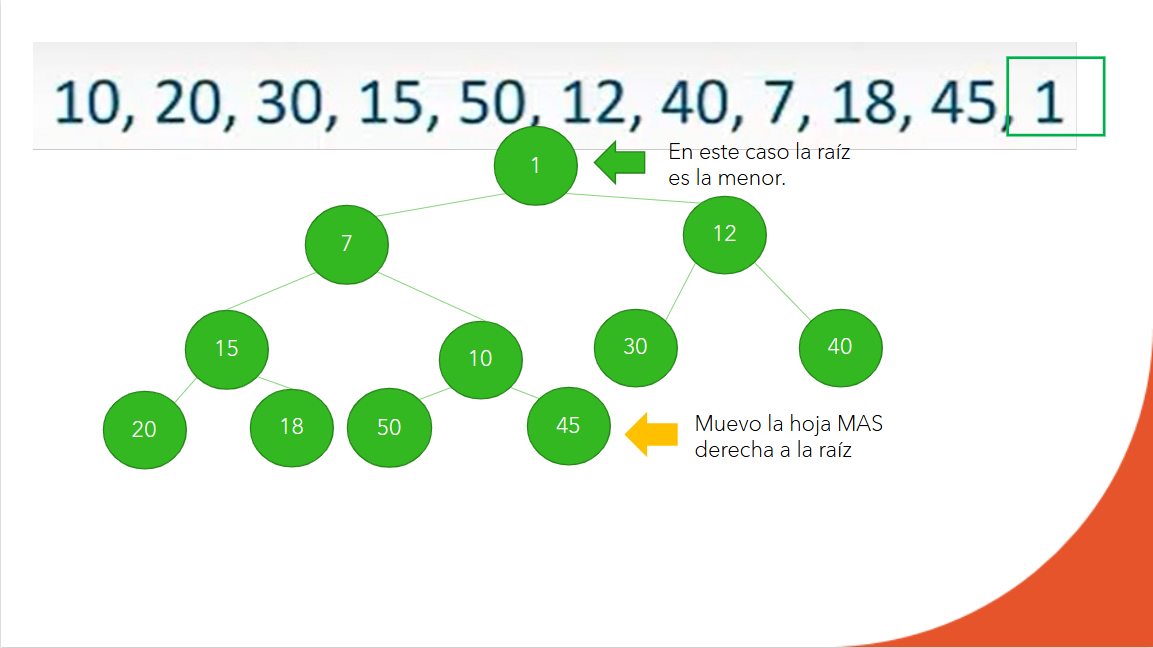 10, 20, 30, 15, 50, 12, 40, 7, 18, 45, 1
1
En este caso la raíz
es la menor.
7
12
15
10
30
40
20
18
50
45
Muevo la hoja MAS
derecha a la raíz